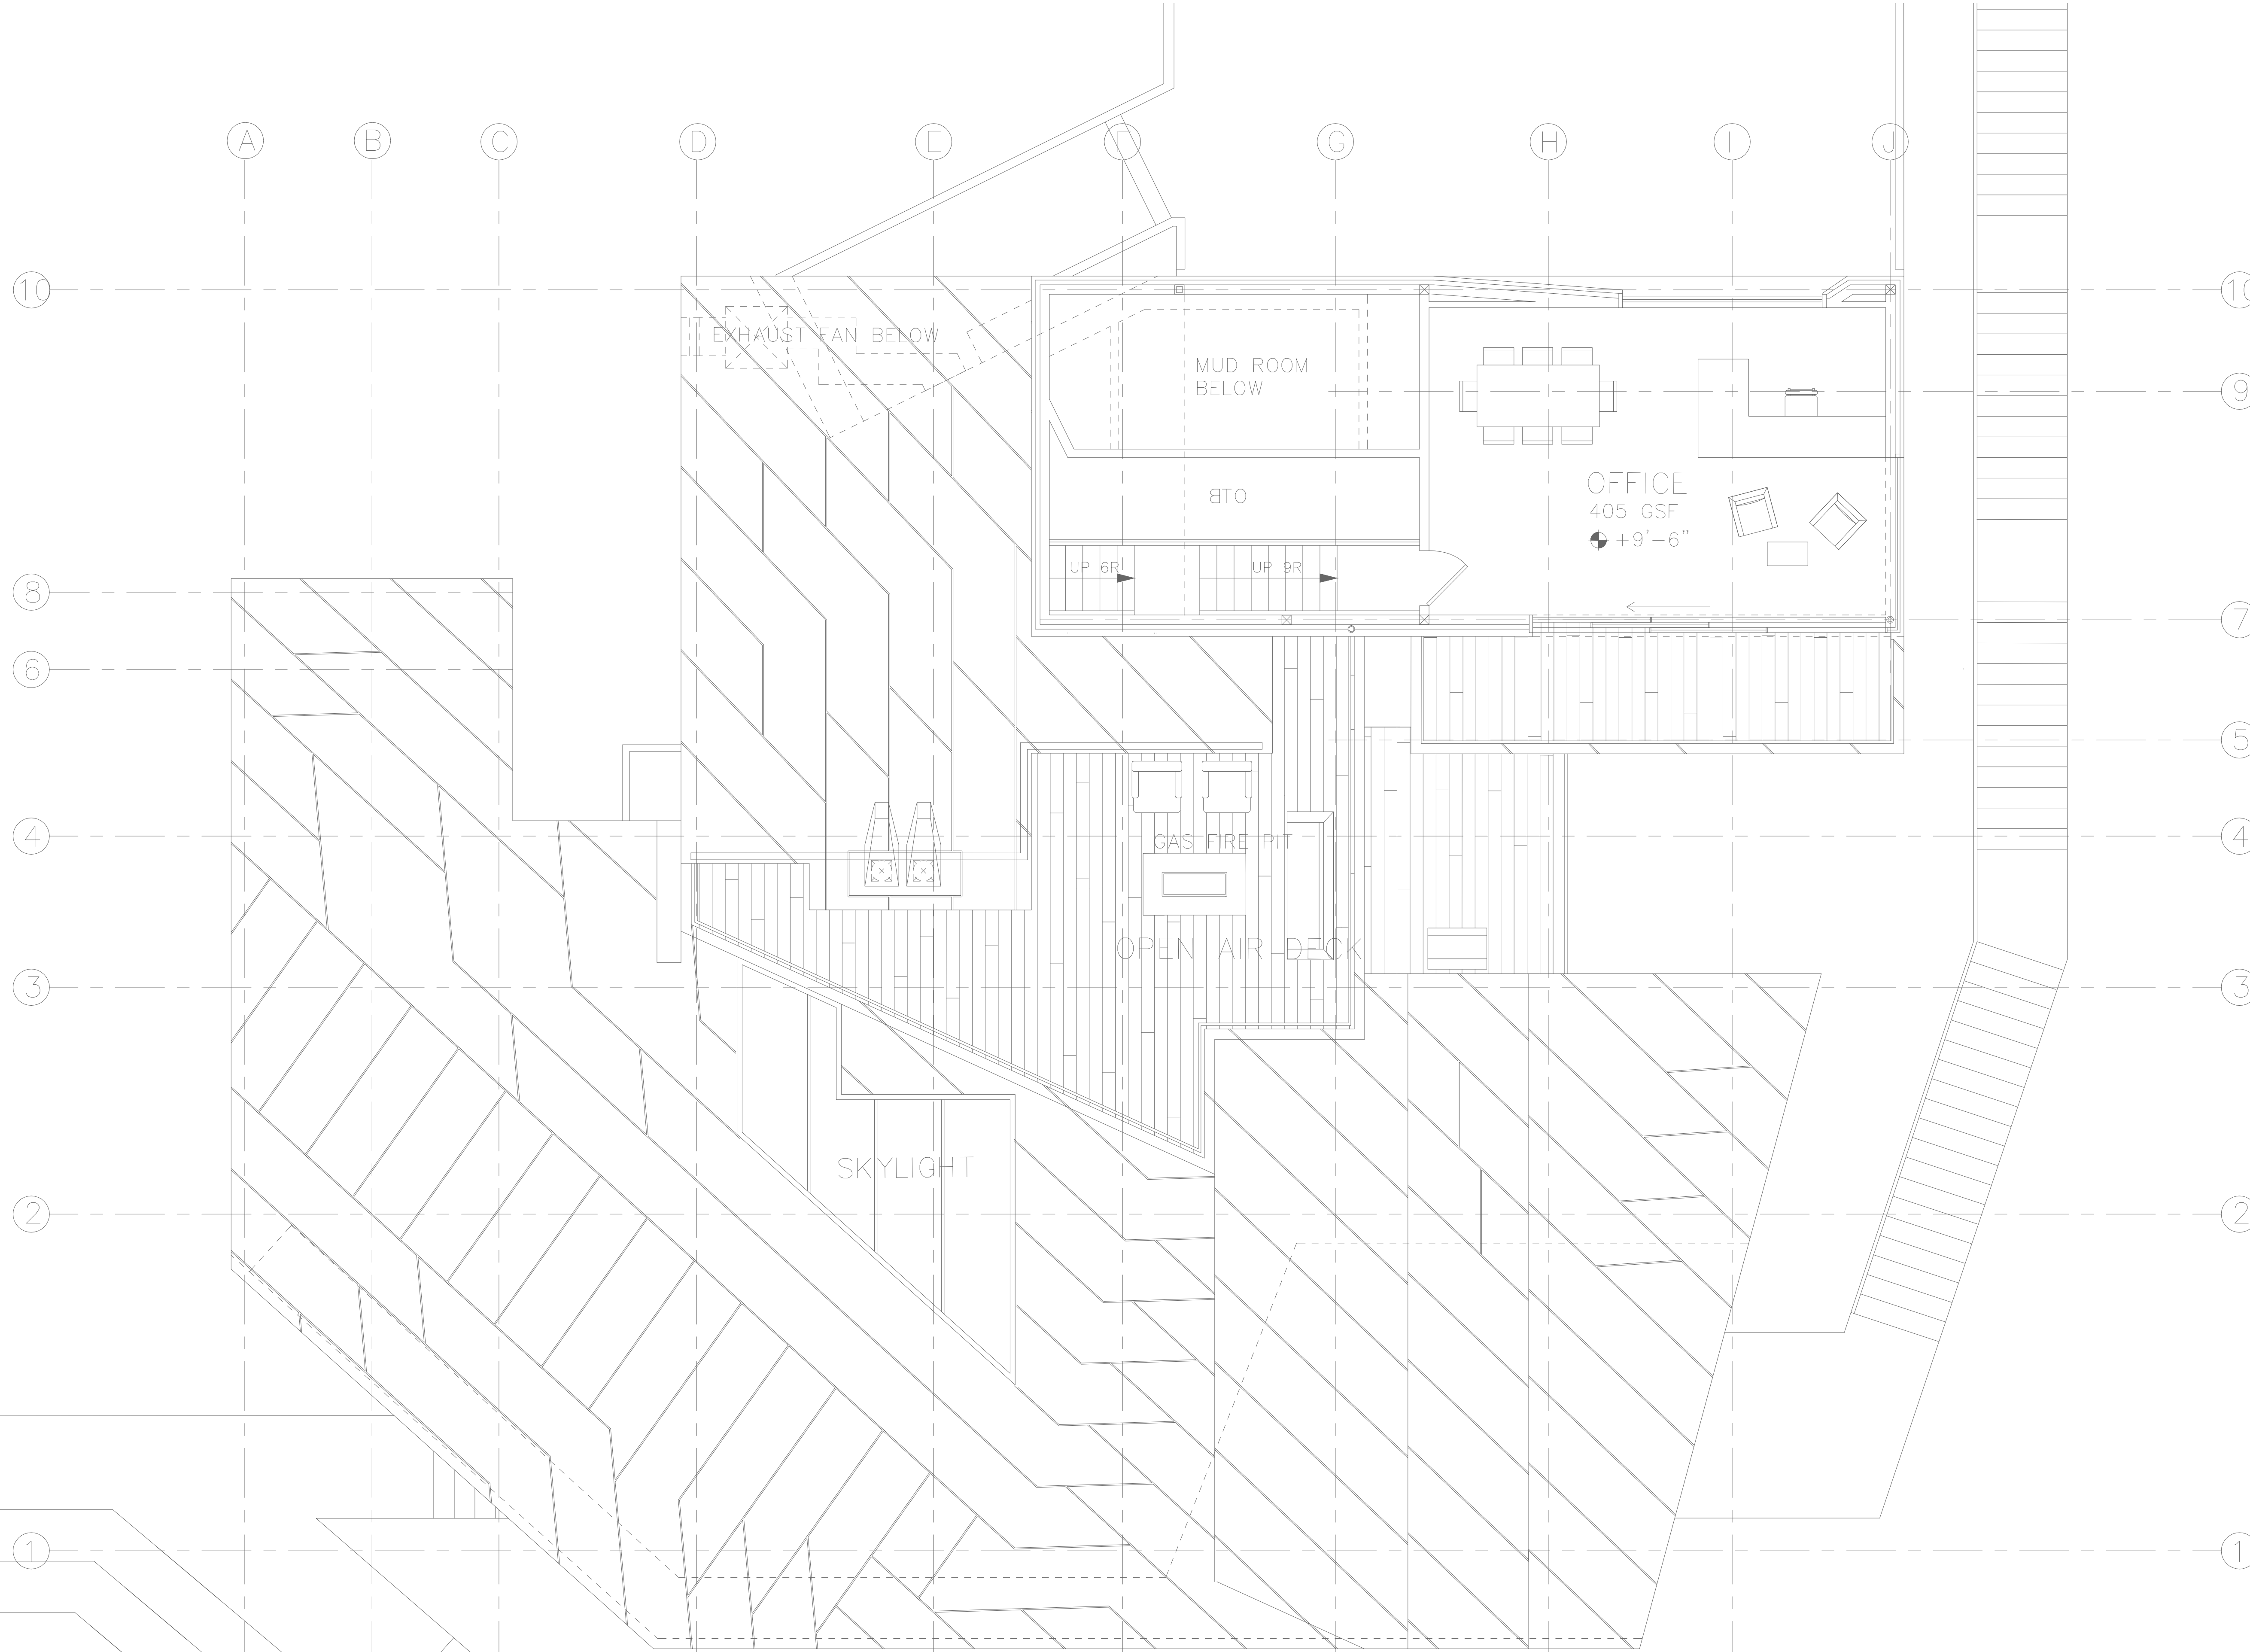 A B C D E F G H I J
10 10
EXHAUST FAN BELOW
MUD ROOM
BELOW
9
OFFICE
OTB
405 GSF
+9'-6"
UP 6R UP 9R
8
7
6
5
4 4
GAS FIRE PIT
OPEN AIR DECK
3 3
SKYLIGHT
2 2
1 1